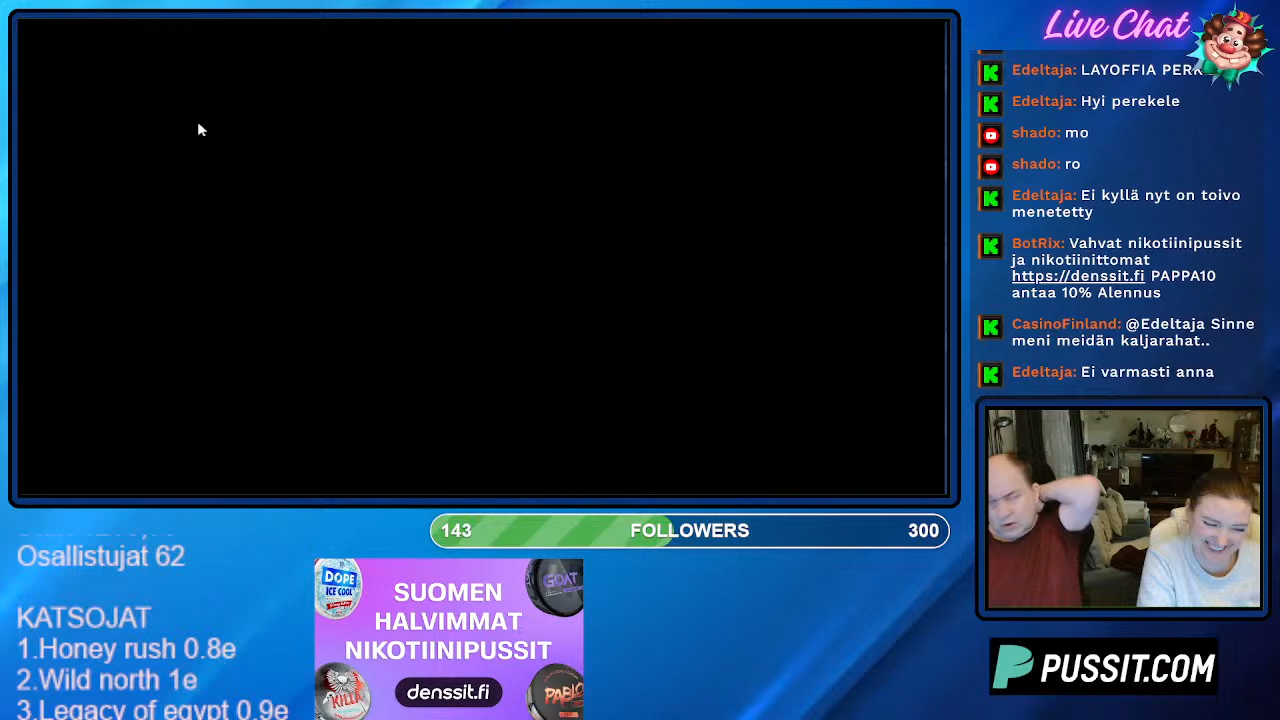 Live Chat
Edeltaja: LAYOFFIA PERK
Edeltaja: Hyi perekele
shado: mo
shado: ro
Edeltaja: Ei kyllä nyt on toivo
menetetty
BotRix: Vahvat nikotiinipussit
ja nikotiinittomat
https://denssit.fi PAPPA10
antaa 10% Alennus
CasinoFinland: @Edeltaja Sinne
meni meidän kaljarahat..
Edeltaja: Ei varmasti anna
143 FOLLOWERS 300
Osallistujat 62
KATSOJAT
1.Honey rush 0.8e
2.Wild north 1e
3.Legacy of egypt 0.9e
DOPE
ICE COOL
GOAT
SUOMEN
HALVIMMAT
NIKOTIINIPUSSIT
denssit.fi
KILLA
PABLO
PUSSIT.COM